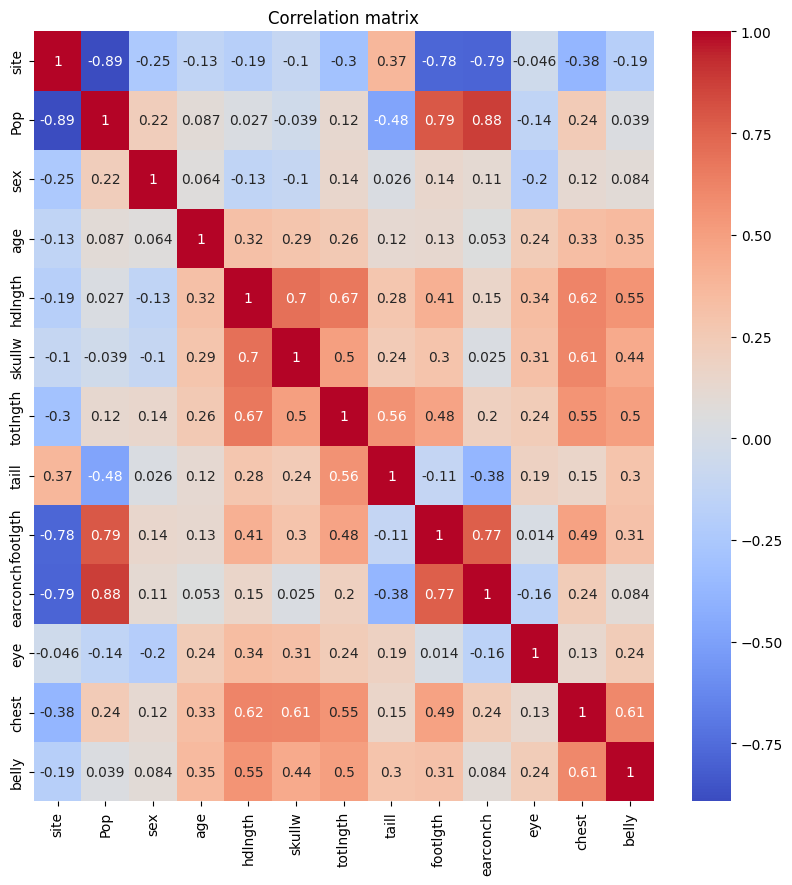 Correlation matrix
site 1 -0.89 -0.25 -0.13 -0.19 -0.1 -0.3 0.37 -0.78 -0.79 -0.046 -0.38 -0.19
Pop -0.89 1 0.22 0.087 0.027 -0.039 0.12 -0.48 0.79 0.88 -0.14 0.24 0.039
sex -0.25 0.22 1 0.064 -0.13 -0.1 0.14 0.026 0.14 0.11 -0.2 0.12 0.084
age -0.13 0.087 0.064 1 0.32 0.29 0.26 0.12 0.13 0.053 0.24 0.33 0.35
hdlngth -0.19 0.027 -0.13 0.32 1 0.7 0.67 0.28 0.41 0.15 0.34 0.62 0.55
skullw -0.1 -0.039 -0.1 0.29 0.7 1 0.5 0.24 0.3 0.025 0.31 0.61 0.44
totlngth -0.3 0.12 0.14 0.26 0.67 0.5 1 0.56 0.48 0.2 0.24 0.55 0.5
taill 0.37 -0.48 0.026 0.12 0.28 0.24 0.56 1 -0.11 -0.38 0.19 0.15 0.3
footlgth -0.78 0.79 0.14 0.13 0.41 0.3 0.48 -0.11 1 0.77 0.014 0.49 0.31
earconch -0.79 0.88 0.11 0.053 0.15 0.025 0.2 -0.38 0.77 1 -0.16 0.24 0.084
eye -0.046 -0.14 -0.2 0.24 0.34 0.31 0.24 0.19 0.014 -0.16 1 0.13 0.24
chest -0.38 0.24 0.12 0.33 0.62 0.61 0.55 0.15 0.49 0.24 0.13 1 0.61
belly -0.19 0.039 0.084 0.35 0.55 0.44 0.5 0.3 0.31 0.084 0.24 0.61 1
site Pop sex age hdlngth skullw totlngth taill footlgth earconch eye chest belly
1.00
0.75
0.50
0.25
0.00
−0.25
−0.50
−0.75